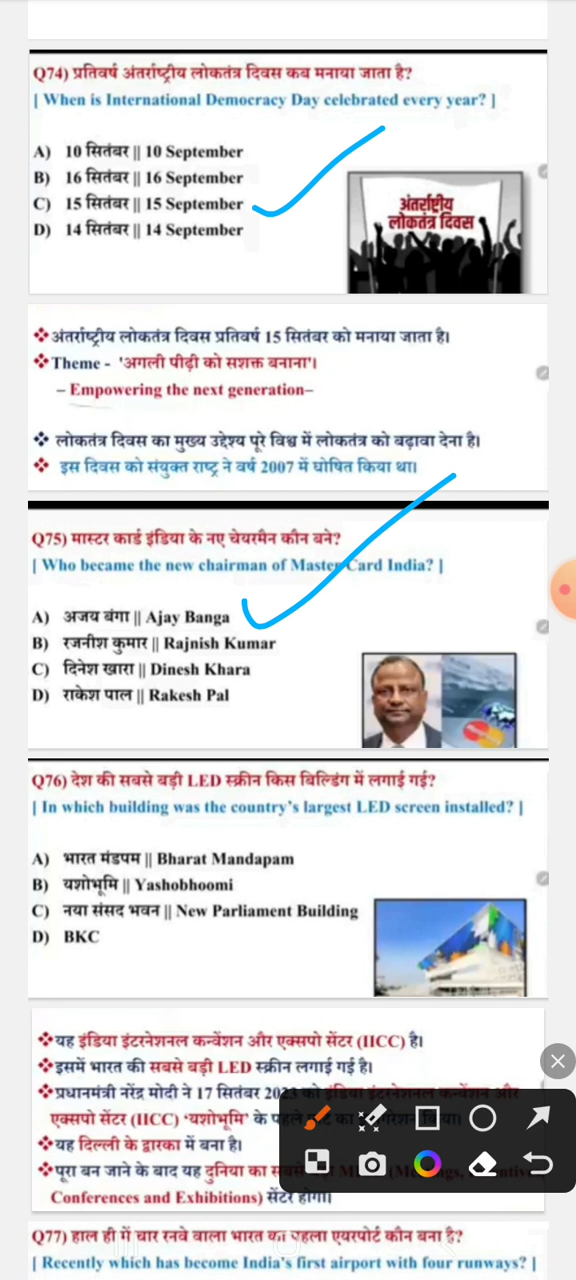 Q74) प्रतिवर्ष अंतर्राष्ट्रीय लोकतंत्र दिवस कब मनाया जाता है?
[ When is International Democracy Day celebrated every year? ]
A) 10 सितंबर || 10 September
B) 16 सितंबर || 16 September
C) 15 सितंबर || 15 September
D) 14 सितंबर || 14 September
अंतर्राष्ट्रीय
लोकतंत्र दिवस
❖अंतर्राष्ट्रीय लोकतंत्र दिवस प्रतिवर्ष 15 सितंबर को मनाया जाता है।
❖Theme - 'अगली पीढ़ी को सशक्त बनाना'।
– Empowering the next generation–
❖ लोकतंत्र दिवस का मुख्य उद्देश्य पूरे विश्व में लोकतंत्र को बढ़ावा देना है।
❖ इस दिवस को संयुक्त राष्ट्र ने वर्ष 2007 में घोषित किया था।
Q75) मास्टर कार्ड इंडिया के नए चेयरमैन कौन बने?
[ Who became the new chairman of Master Card India? ]
A) अजय बंगा || Ajay Banga
B) रजनीश कुमार || Rajnish Kumar
C) दिनेश खारा || Dinesh Khara
D) राकेश पाल || Rakesh Pal
Q76) देश की सबसे बड़ी LED स्क्रीन किस बिल्डिंग में लगाई गई?
[ In which building was the country's largest LED screen installed? ]
A) भारत मंडपम || Bharat Mandapam
B) यशोभूमि || Yashobhoomi
C) नया संसद भवन || New Parliament Building
D) BKC
❖यह इंडिया इंटरनेशनल कन्वेंशन और एक्सपो सेंटर (IICC) है।
❖इसमें भारत की सबसे बड़ी LED स्क्रीन लगाई गई है।
❖प्रधानमंत्री नरेंद्र मोदी ने 17 सितंबर 2023 को इंडिया इंटरनेशनल कन्वेंशन और
एक्सपो सेंटर (IICC) 'यशोभूमि' के
❖यह दिल्ली के द्वारका में बना है।
❖पूरा बन जाने के बाद यह दुनिया का
Conferences and Exhibitions) सेंटर होगा।
Q77) हाल ही में चार रनवे वाला भारत का पहला एयरपोर्ट कौन बना है?
[ Recently which has become India's first airport with four runways? ]